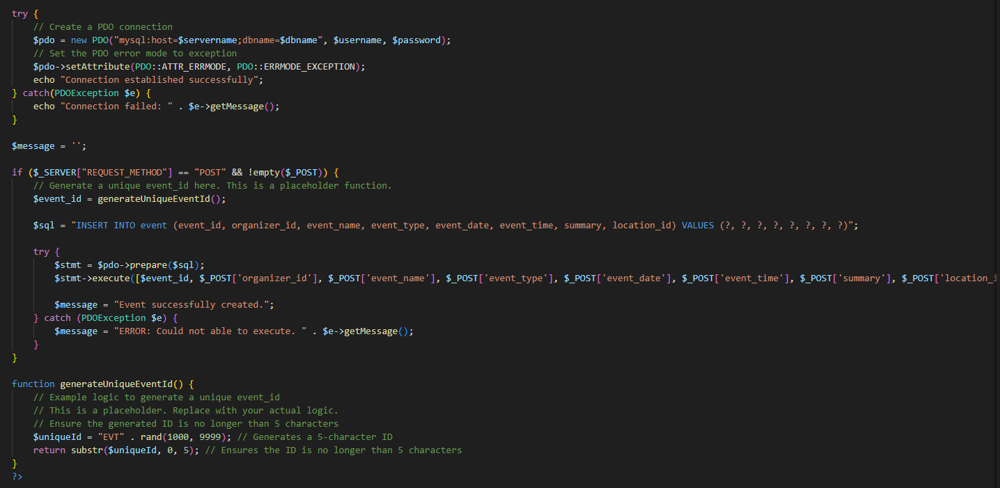 try {
// Create a PDO connection
$pdo = new PDO("mysql:host=$servername;dbname=$dbname", $username, $password);
// Set the PDO error mode to exception
$pdo->setAttribute(PDO::ATTR_ERRMODE, PDO::ERRMODE_EXCEPTION);
echo "Connection established successfully";
} catch(PDOException $e) {
echo "Connection failed: " . $e->getMessage();
}
$message = '';
if ($_SERVER["REQUEST_METHOD"] == "POST" && !empty($_POST)) {
// Generate a unique event_id here. This is a placeholder function.
$event_id = generateUniqueEventId();
$sql = "INSERT INTO event (event_id, organizer_id, event_name, event_type, event_date, event_time, summary, location_id) VALUES (?, ?, ?, ?, ?, ?, ?, ?)";
try {
$stmt = $pdo->prepare($sql);
$stmt->execute([$event_id, $_POST['organizer_id'], $_POST['event_name'], $_POST['event_type'], $_POST['event_date'], $_POST['event_time'], $_POST['summary'], $_POST['location_
$message = "Event successfully created.";
} catch (PDOException $e) {
$message = "ERROR: Could not able to execute. " . $e->getMessage();
}
}
function generateUniqueEventId() {
// Example logic to generate a unique event_id
// This is a placeholder. Replace with your actual logic.
// Ensure the generated ID is no longer than 5 characters
$uniqueId = "EVT" . rand(1000, 9999); // Generates a 5-character ID
return substr($uniqueId, 0, 5); // Ensures the ID is no longer than 5 characters
}
?>